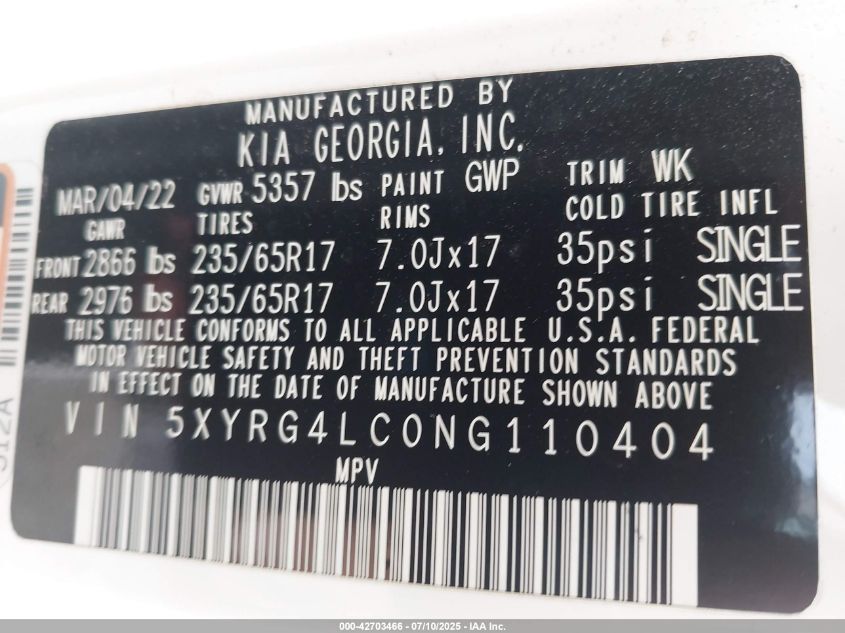 MANUFACTURED BY
KIA GEORGIA, INC.
MAR/04/22 GVWR 5357 lbs PAINT GWP TRIM WK
GAWR TIRES RIMS COLD TIRE INFL
FRONT 2866 lbs 235/65R17 7.0Jx17 35psi SINGLE
REAR 2976 lbs 235/65R17 7.0Jx17 35psi SINGLE
THIS VEHICLE CONFORMS TO ALL APPLICABLE U.S.A. FEDERAL
MOTOR VEHICLE SAFETY AND THEFT PREVENTION STANDARDS
IN EFFECT ON THE DATE OF MANUFACTURE SHOWN ABOVE
VIN 5XYRG4LC0NG110404
MPV
512A
000-42703466 - 07/10/2025 - IAA Inc.